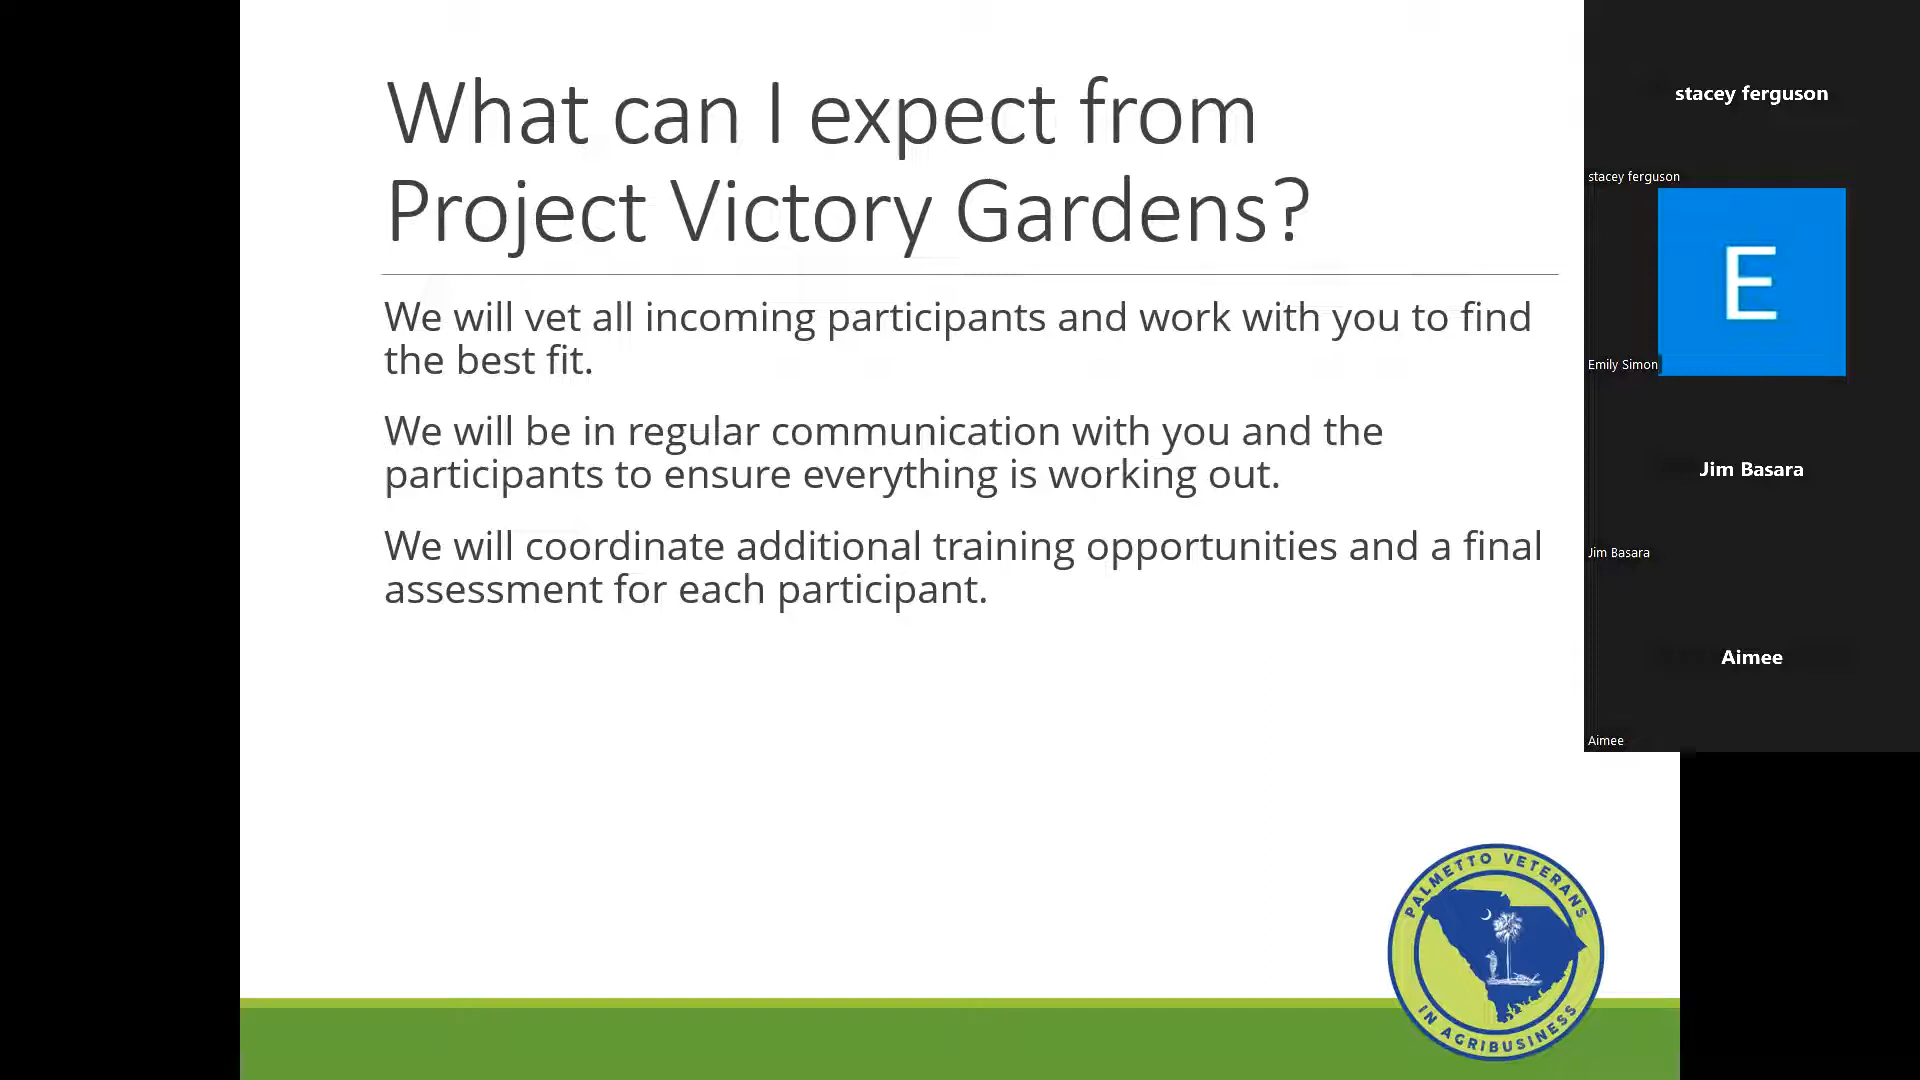 What can I expect from
Project Victory Gardens?
We will vet all incoming participants and work with you to find
the best fit.
We will be in regular communication with you and the
participants to ensure everything is working out.
We will coordinate additional training opportunities and a final
assessment for each participant.
PALMETTO VETERANS
IN AGRIBUSINESS
stacey ferguson
stacey ferguson
E
Emily Simon
Jim Basara
Jim Basara
Aimee
Aimee